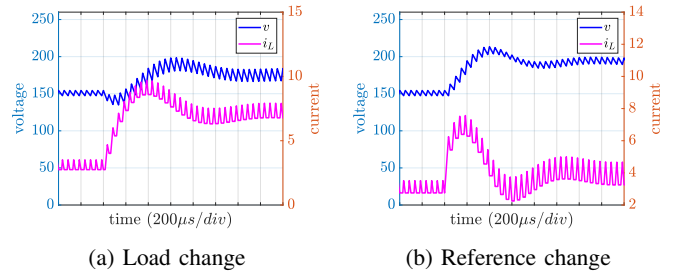 250
200
150
100
50
0
voltage
15
10
5
0
current
v
i_L
time (200μs/div)
(a) Load change
250
200
150
100
50
0
voltage
14
12
10
8
6
4
2
current
v
i_L
time (200μs/div)
(b) Reference change